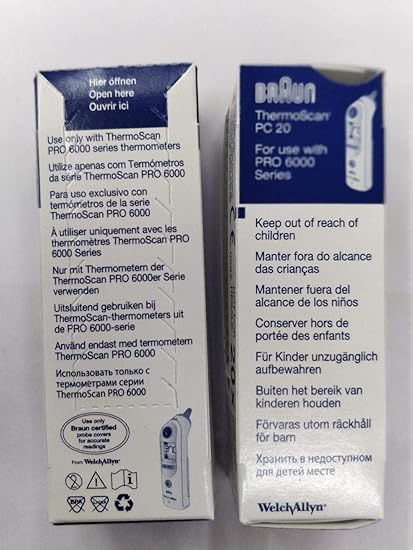 Hier öffnen
Open here
Ouvrir ici
Use only with ThermoScan
PRO 6000 series thermometers
Utilize apenas com Termómetros
da série ThermoScan PRO 6000
Para uso exclusivo con
termómetros de la serie
ThermoScan PRO 6000
À utiliser uniquement avec les
thermomètres ThermoScan PRO
6000 Series
Nur mit Thermometern der
ThermoScan PRO 6000er Serie
verwenden
Uitsluitend gebruiken bij
ThermoScan-thermometers uit
de PRO 6000-serie
Använd endast med termometern
ThermoScan PRO 6000
Использовать только с
термометрами серии
ThermoScan PRO 6000
Use only
Braun certified
probe covers
for accurate
readings
From WelchAllyn®
BPA
BRAUN
ThermoScan®
PC 20
For use with
PRO 6000
Series
Keep out of reach of
children
Manter fora do alcance
das crianças
Mantener fuera del
alcance de los niños
Conserver hors de
portée des enfants
Für Kinder unzugänglich
aufbewahren
Buiten het bereik van
kinderen houden
Förvaras utom räckhåll
för barn
Хранить в недоступном
для детей месте
WelchAllyn®